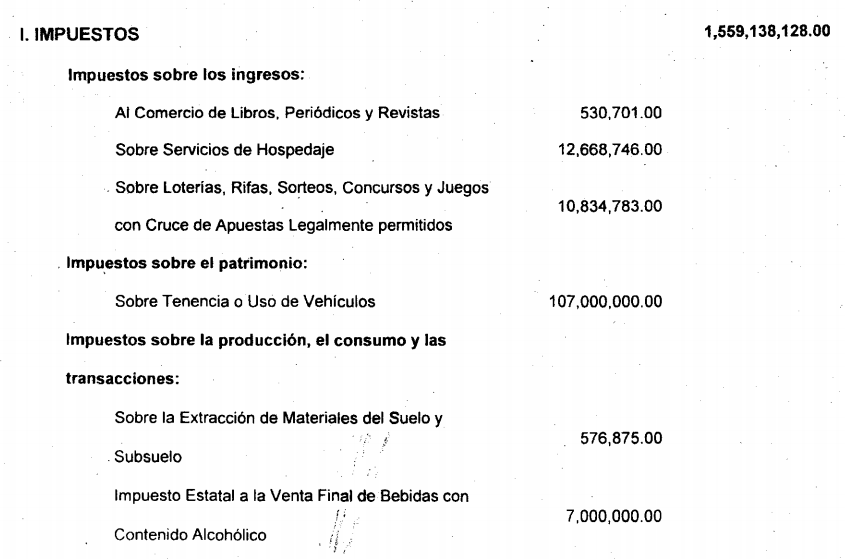 I. IMPUESTOS 1,559,138,128.00
Impuestos sobre los ingresos:
Al Comercio de Libros, Periódicos y Revistas 530,701.00
Sobre Servicios de Hospedaje 12,668,746.00
Sobre Loterías, Rifas, Sorteos, Concursos y Juegos
10,834,783.00
con Cruce de Apuestas Legalmente permitidos
Impuestos sobre el patrimonio:
Sobre Tenencia o Uso de Vehículos 107,000,000.00
Impuestos sobre la producción, el consumo y las
transacciones:
Sobre la Extracción de Materiales del Suelo y
576,875.00
Subsuelo
Impuesto Estatal a la Venta Final de Bebidas con
7,000,000.00
Contenido Alcohólico